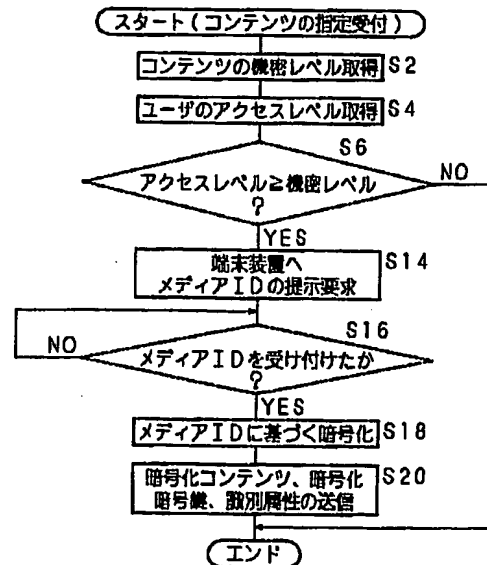 スタート(コンテンツの指定受付)
コンテンツの機密レベル取得 S2
ユーザのアクセスレベル取得 S4
S6
アクセスレベル≧機密レベル
?
NO
YES
端末装置へ
メディアIDの提示要求
S14
S16
NO
メディアIDを受け付けたか
?
YES
メディアIDに基づく暗号化 S18
暗号化コンテンツ、暗号化
暗号鍵、識別属性の送信
S20
エンド